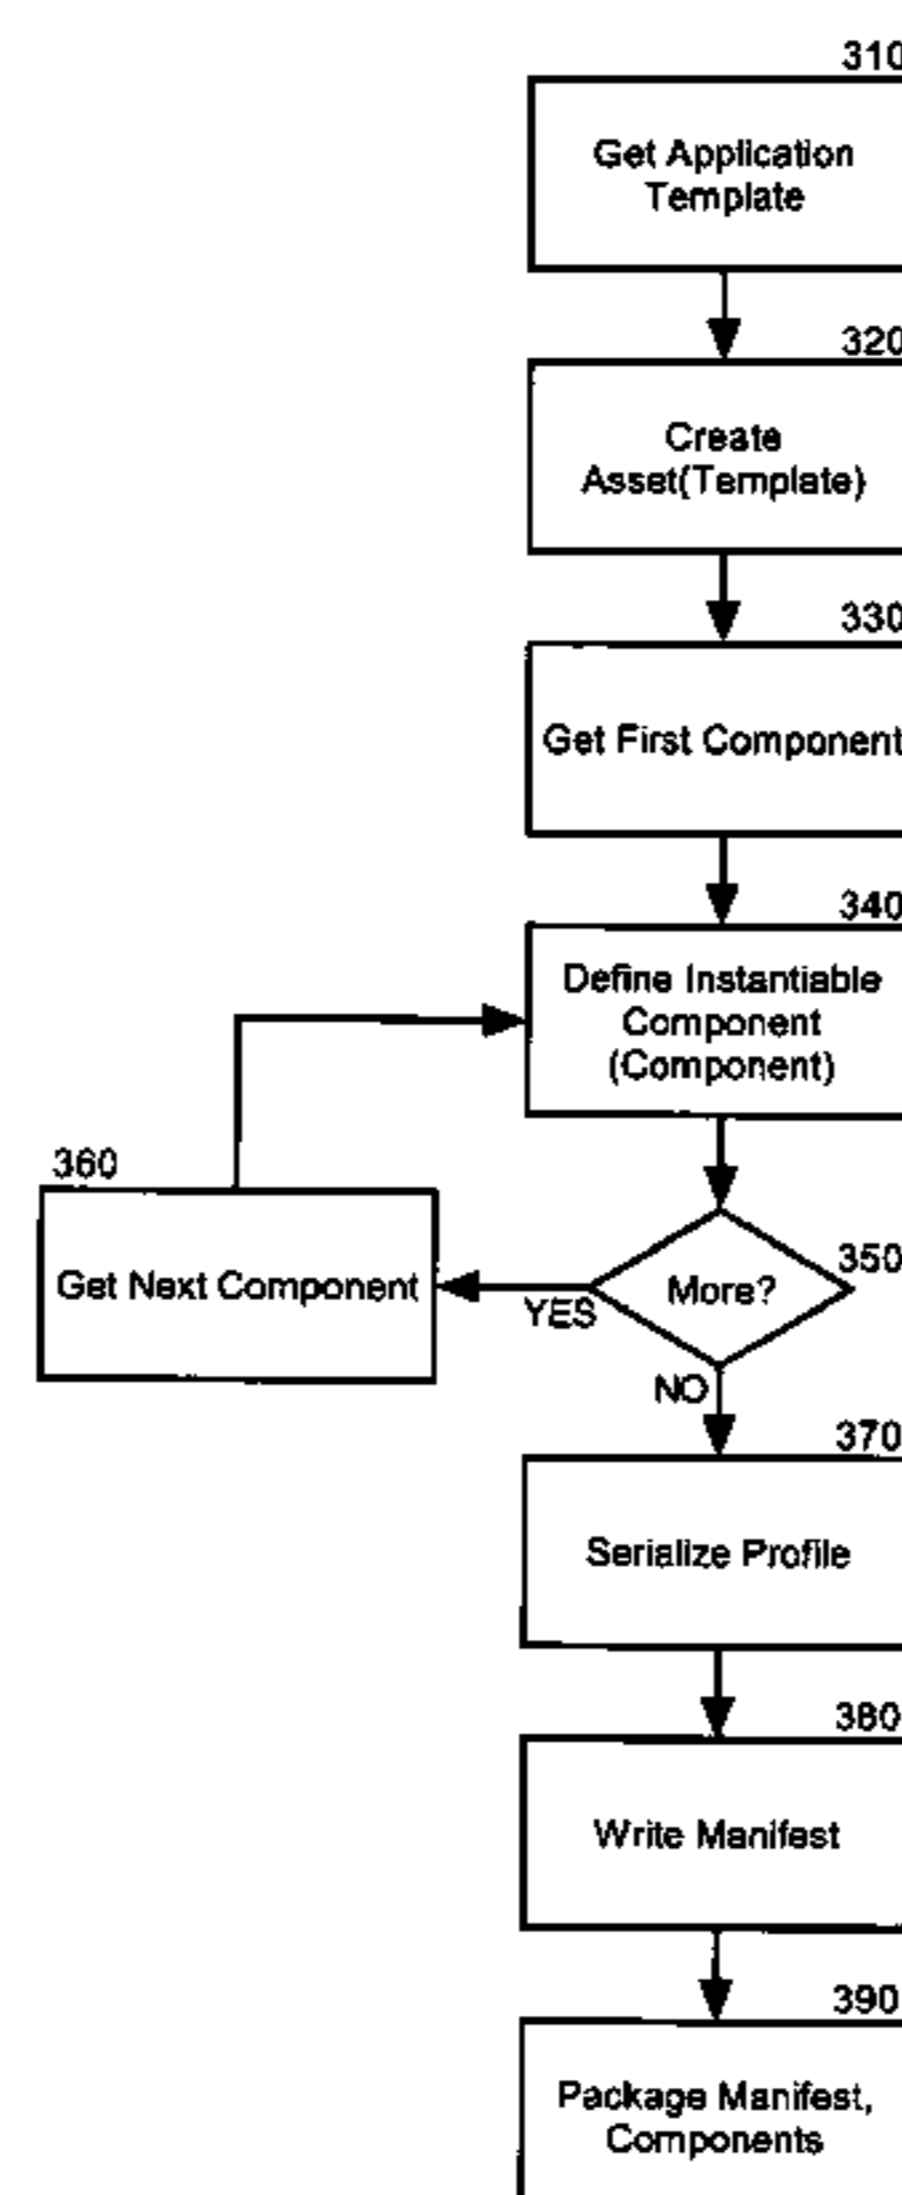 310
Get Application
Template
320
Create
Asset(Template)
330
Get First Component
340
Define Instantiable
Component
(Component)
360
Get Next Component
350
More?
YES
NO
370
Serialize Profile
380
Write Manifest
390
Package Manifest,
Components